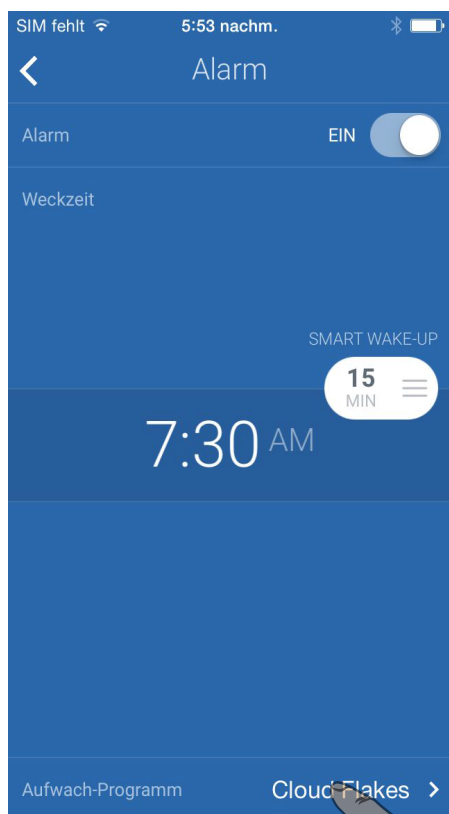 SIM fehlt 5:53 nachm.
Alarm
Alarm EIN
Weckzeit
SMART WAKE-UP
15
MIN
7:30 AM
Aufwach-Programm Cloud Flakes